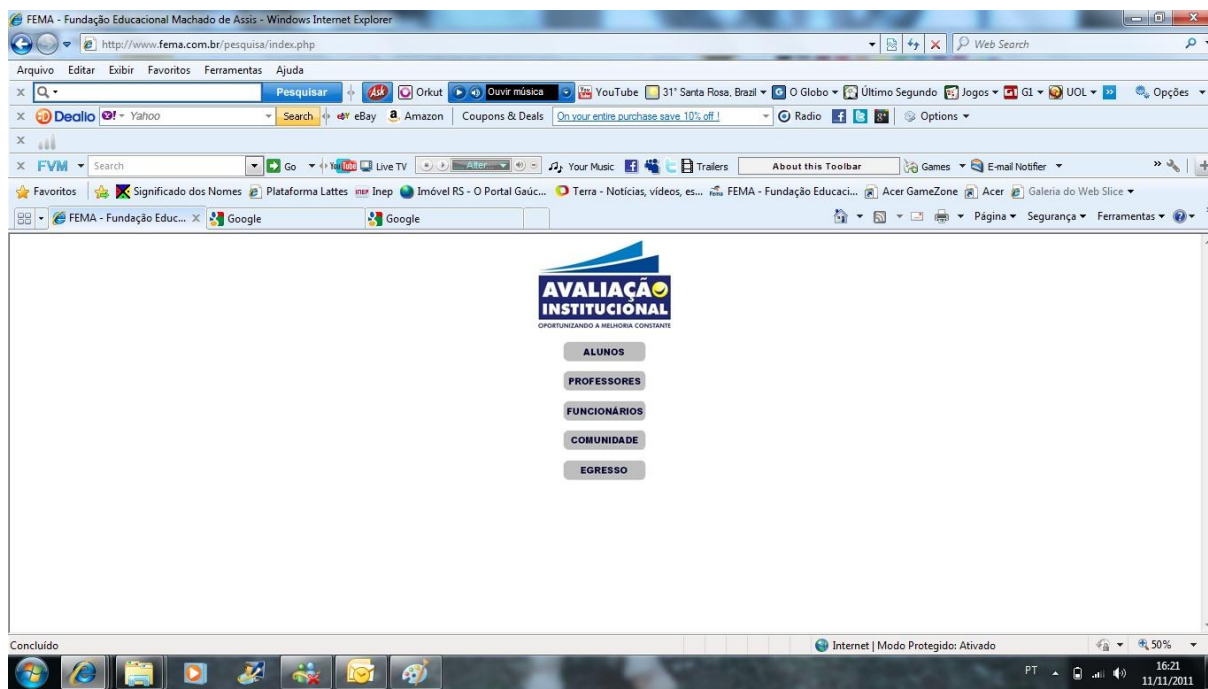 FEMA - Fundação Educacional Machado de Assis - Windows Internet Explorer
http://www.fema.com.br/pesquisa/index.php Web Search
Arquivo Editar Exibir Favoritos Ferramentas Ajuda
Pesquisar Ask Orkut Ouvir música YouTube 31° Santa Rosa, Brazil O Globo Último Segundo Jogos G1 UOL Opções
Dealio Yahoo Search eBay Amazon Coupons & Deals On your entire purchase save 10% off ! Radio Options
FVM Search Go YouTube Live TV Alter Your Music Trailers About this Toolbar Games E-mail Notifier
Favoritos Significado dos Nomes Plataforma Lattes Inep Imóvel RS - O Portal Gaúc... Terra - Notícias, vídeos, es... FEMA - Fundação Educaci... Acer GameZone Acer Galeria do Web Slice
FEMA - Fundação Educ... Google Google Página Segurança Ferramentas
AVALIAÇÃO
INSTITUCIONAL
OPORTUNIZANDO A MELHORIA CONSTANTE
ALUNOS
PROFESSORES
FUNCIONÁRIOS
COMUNIDADE
EGRESSO
Concluído Internet | Modo Protegido: Ativado 50%
PT 16:21
11/11/2011